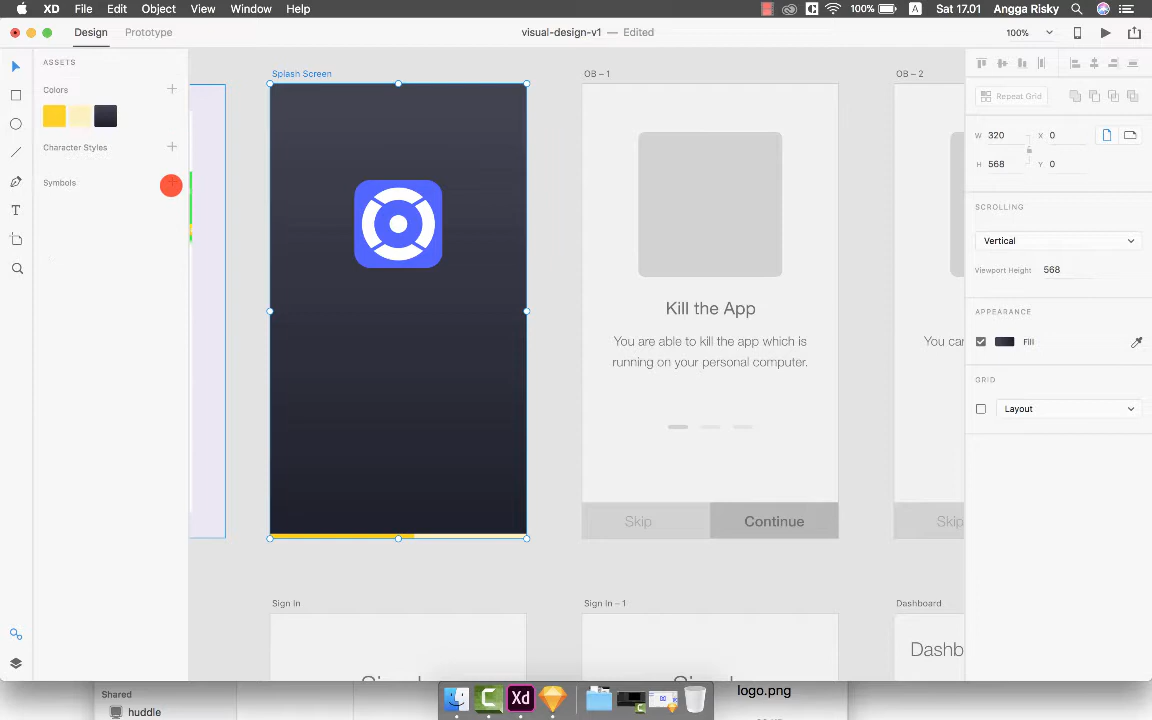 XD File Edit Object View Window Help
100% A Sat 17.01 Angga Risky
Design Prototype
visual-design-v1 — Edited
100%
ASSETS
Colors
Character Styles
Symbols
Splash Screen
OB – 1
OB – 2
Kill the App
You are able to kill the app which is
running on your personal computer.
You can
Skip
Continue
Skip
Sign In
Sign In – 1
Dashboard
Dashb
Repeat Grid
W 320 X 0
H 568 Y 0
SCROLLING
Vertical
Viewport Height 568
APPEARANCE
Fill
GRID
Layout
Shared
huddle
Xd
logo.png